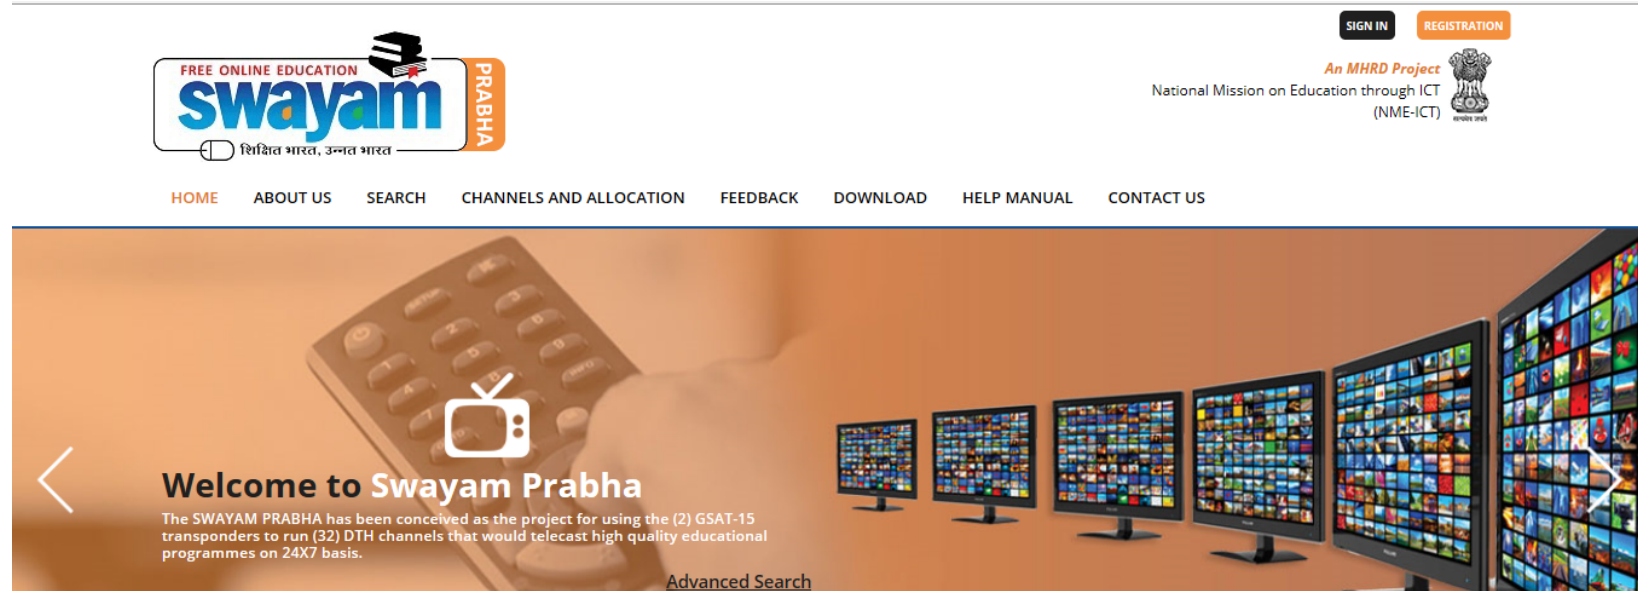 SIGN IN
REGISTRATION
FREE ONLINE EDUCATION
swayam
PRABHA
शिक्षित भारत, उन्नत भारत
An MHRD Project
National Mission on Education through ICT
(NME-ICT)
सत्यमेव जयते
HOME ABOUT US SEARCH CHANNELS AND ALLOCATION FEEDBACK DOWNLOAD HELP MANUAL CONTACT US
Welcome to Swayam Prabha
The SWAYAM PRABHA has been conceived as the project for using the (2) GSAT-15
transponders to run (32) DTH channels that would telecast high quality educational
programmes on 24X7 basis.
Advanced Search